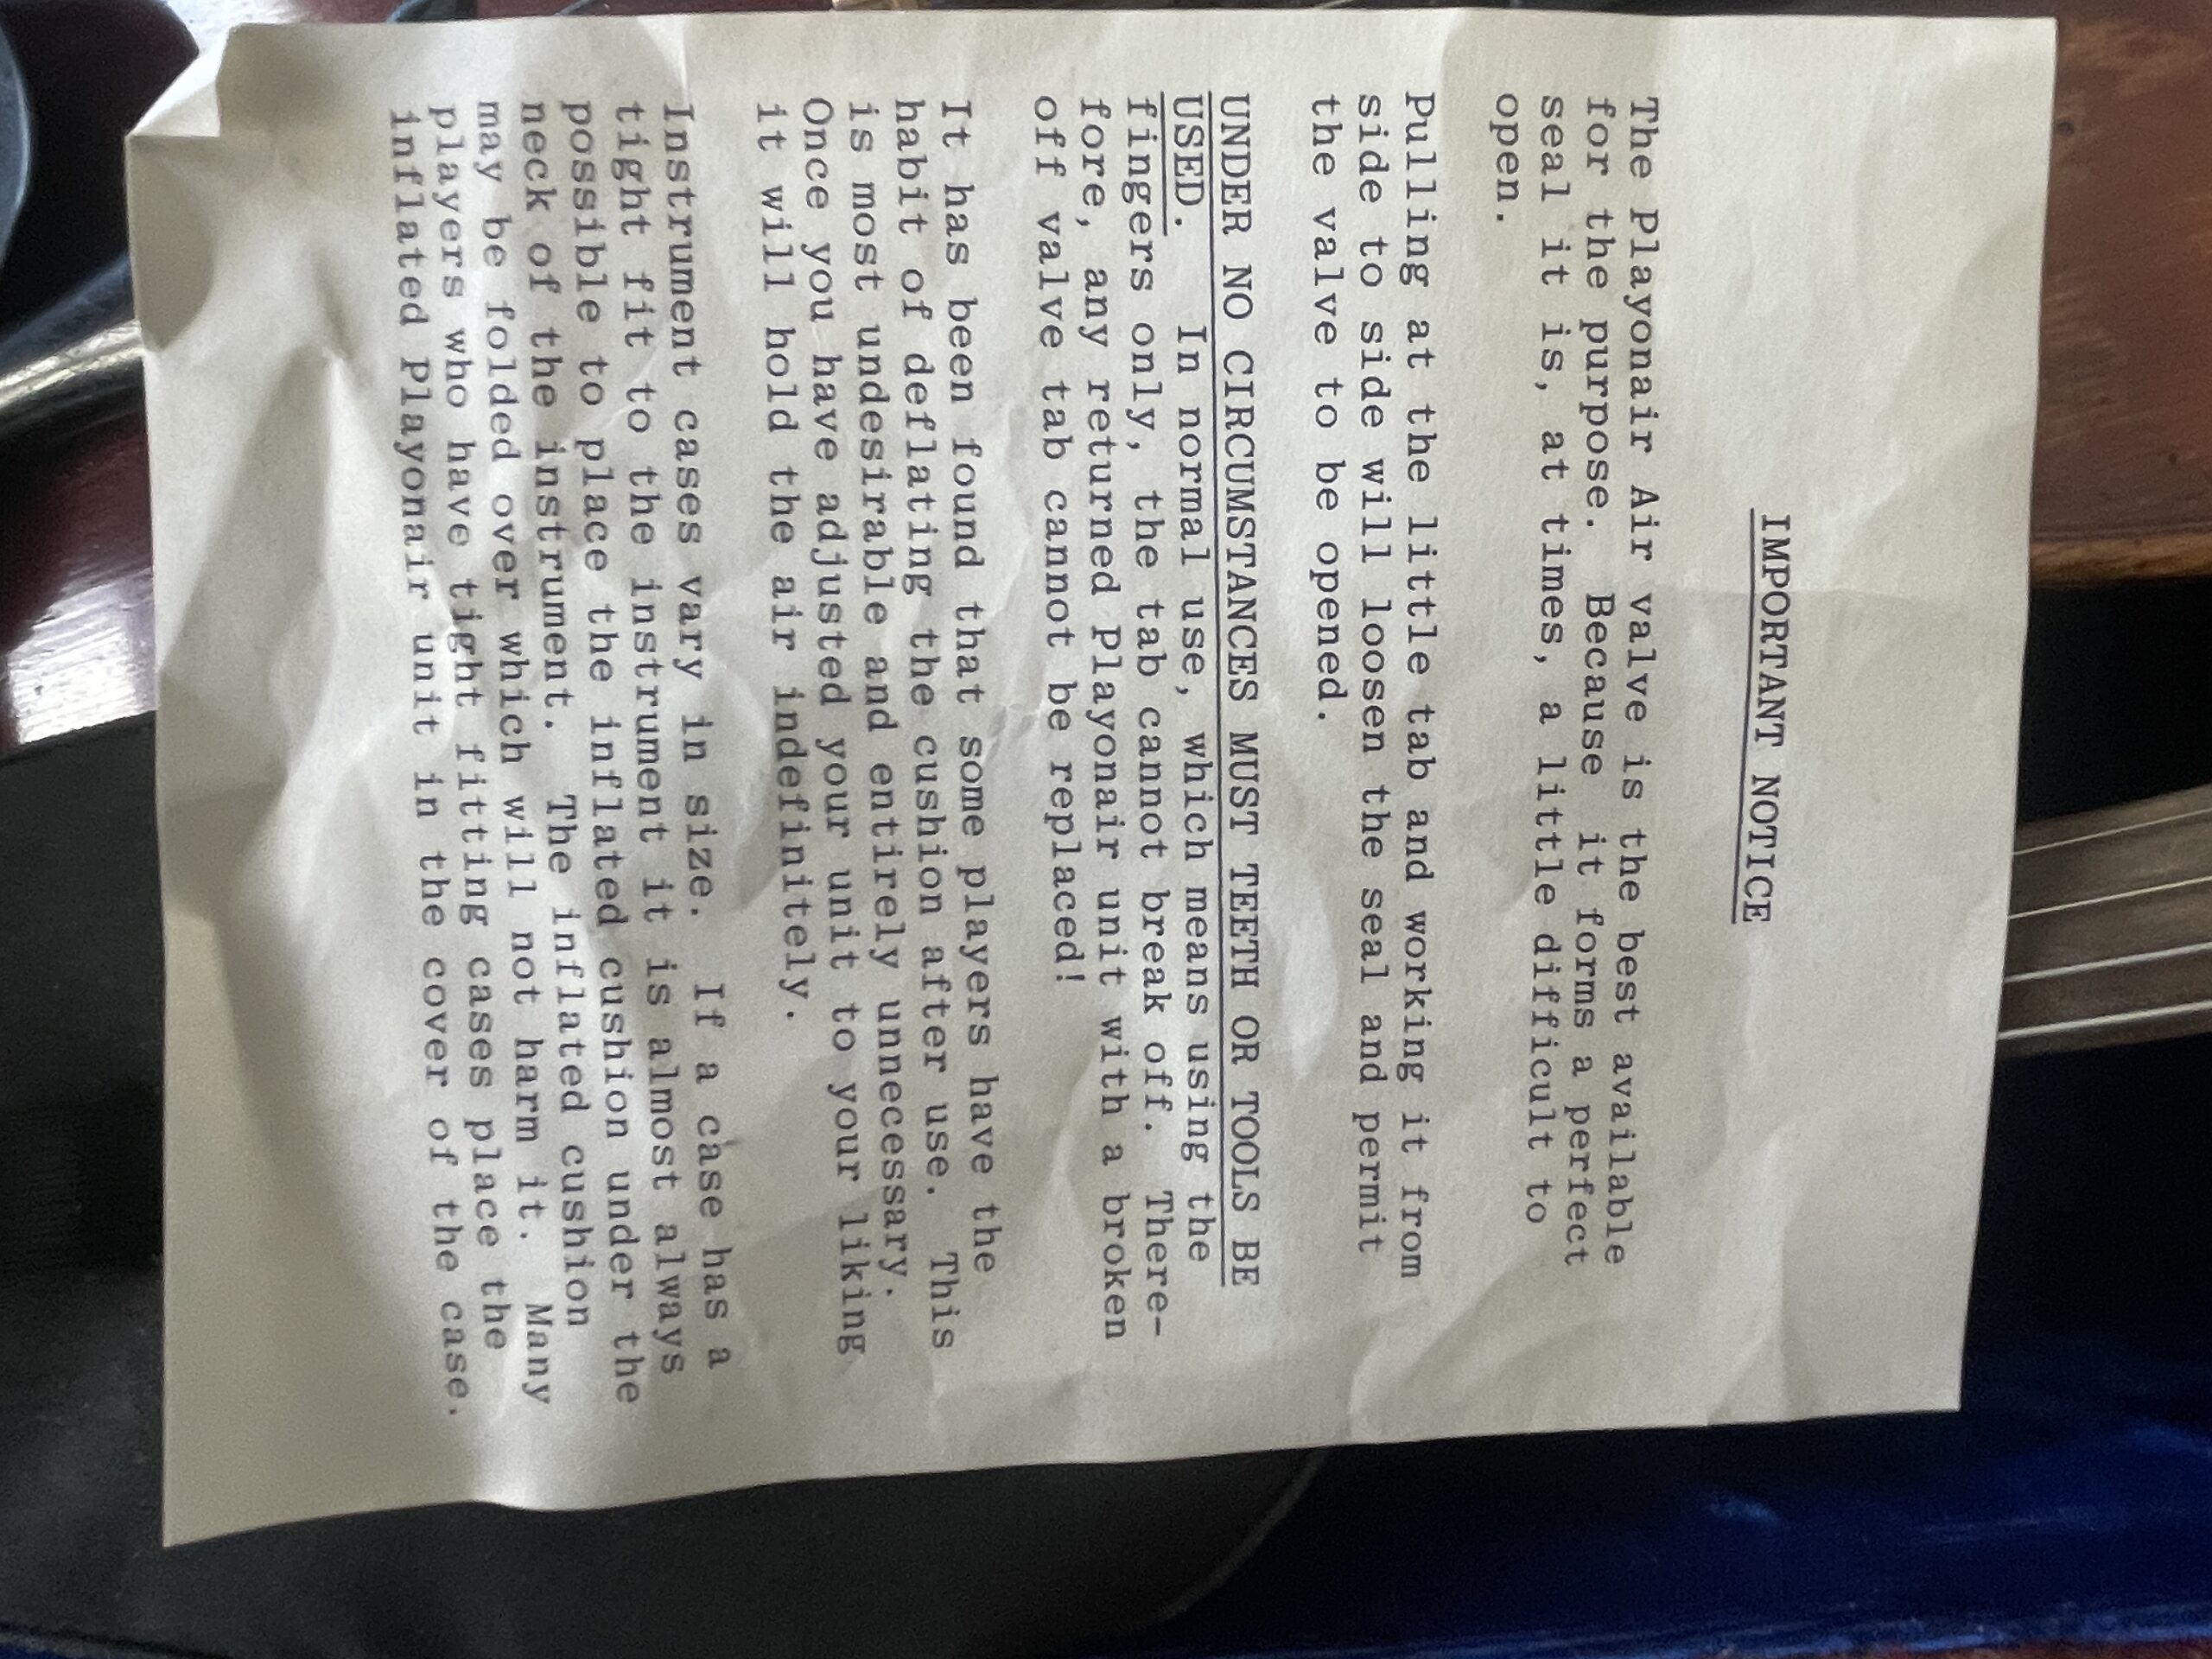 IMPORTANT NOTICE
The Playonair Air valve is the best available
for the purpose. Because it forms a perfect
seal it is, at times, a little difficult to
open.
Pulling at the little tab and working it from
side to side will loosen the seal and permit
the valve to be opened.
UNDER NO CIRCUMSTANCES MUST TEETH OR TOOLS BE
USED. In normal use, which means using the
fingers only, the tab cannot break off. There-
fore, any returned Playonair unit with a broken
off valve tab cannot be replaced!
It has been found that some players have the
habit of deflating the cushion after use. This
is most undesirable and entirely unnecessary.
Once you have adjusted your unit to your liking
it will hold the air indefinitely.
Instrument cases vary in size. If a case has a
tight fit to the instrument it is almost always
possible to place the inflated cushion under the
neck of the instrument. The inflated cushion
may be folded over which will not harm it. Many
players who have tight fitting cases place the
inflated Playonair unit in the cover of the case.